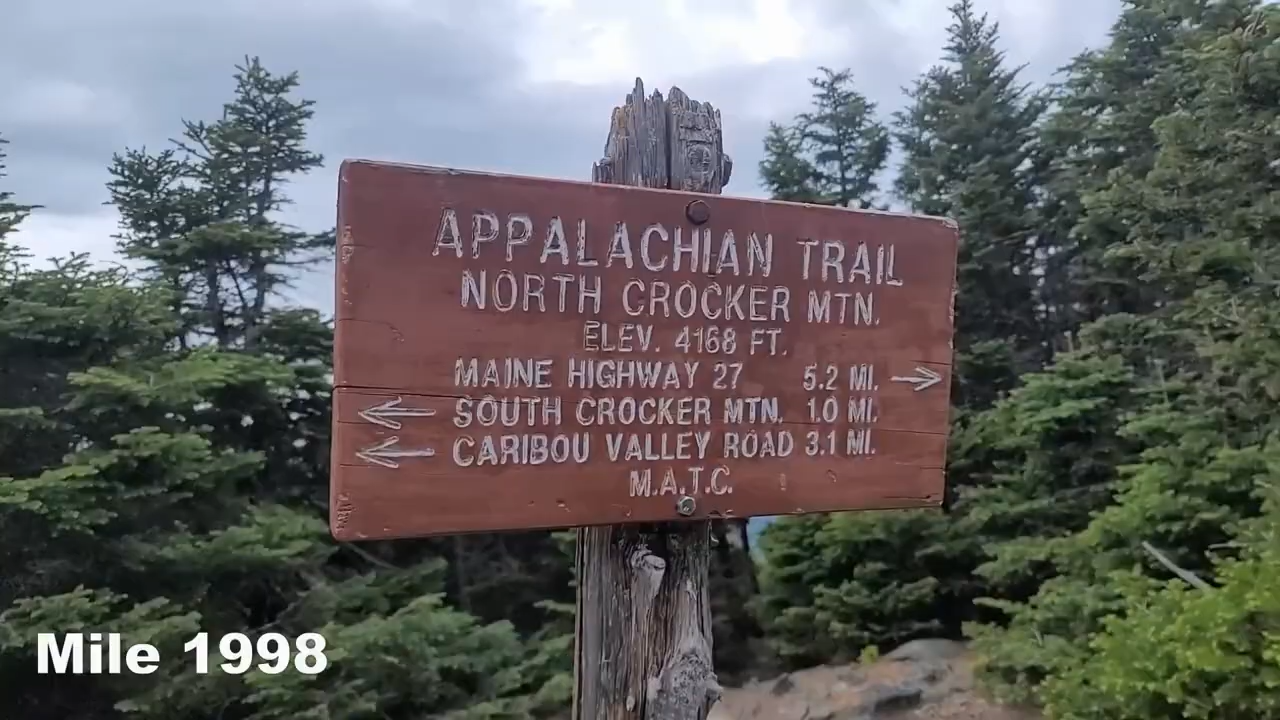 APPALACHIAN TRAIL
NORTH CROCKER MTN.
ELEV. 4168 FT.
MAINE HIGHWAY 27 5.2 MI. →
← SOUTH CROCKER MTN. 1.0 MI.
← CARIBOU VALLEY ROAD 3.1 MI.
M.A.T.C.
Mile 1998